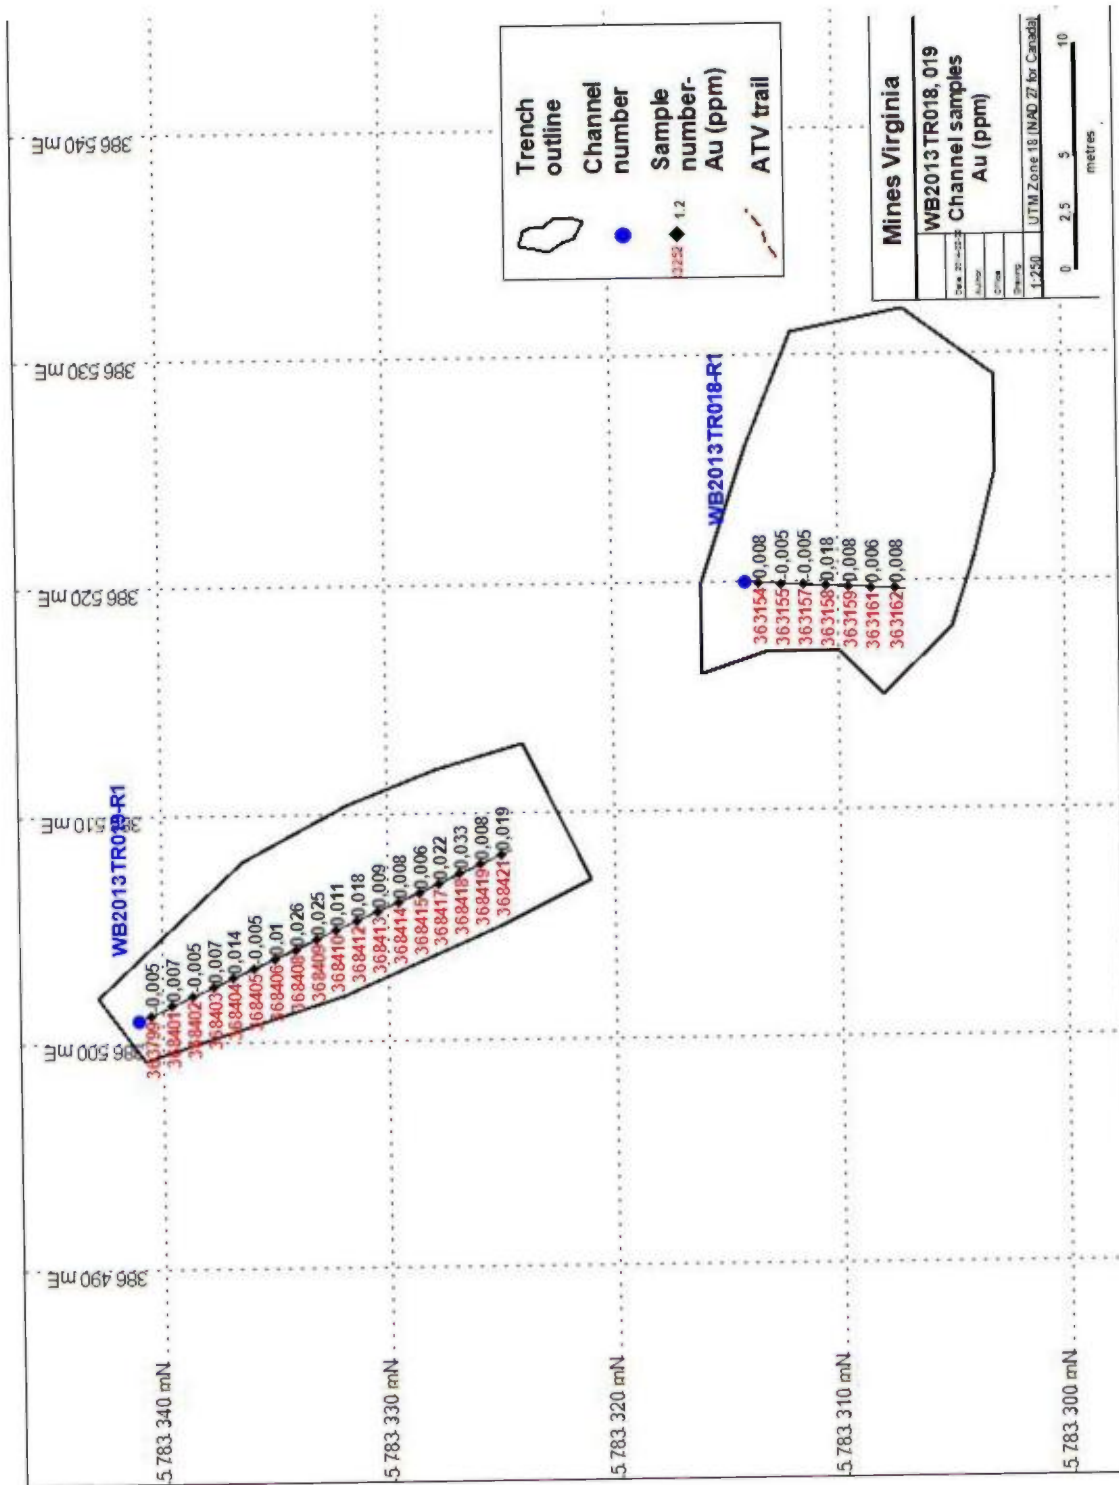 WB2013TR019-R1
363799 -0,005
368401 0,007
368402 -0,005
368403 0,007
368404 0,014
368405 -0,005
368406 0,01
368408 0,026
368409 0,025
368410 0,011
368412 0,018
368413 0,009
368414 0,008
368415 0,006
368417 0,022
368418 0,033
368419 0,008
368421 0,019
WB2013TR018-R1
363154 0,008
363155 -0,005
363157 -0,005
363158 0,018
363159 0,008
363161 0,006
363162 0,008
5 783 340 mN
5 783 330 mN
5 783 320 mN
5 783 310 mN
5 783 300 mN
386 490 mE
386 500 mE
386 510 mE
386 520 mE
386 530 mE
386 540 mE
Trench
outline
Channel
number
1.2
Sample
number-
Au (ppm)
ATV trail
Mines Virginia
WB2013TR018, 019
Channel samples
Au (ppm)
Author
Office
Drawing
1:250
UTM Zone 18 (NAD 27 for Canada)
0 2,5 5 10
metres